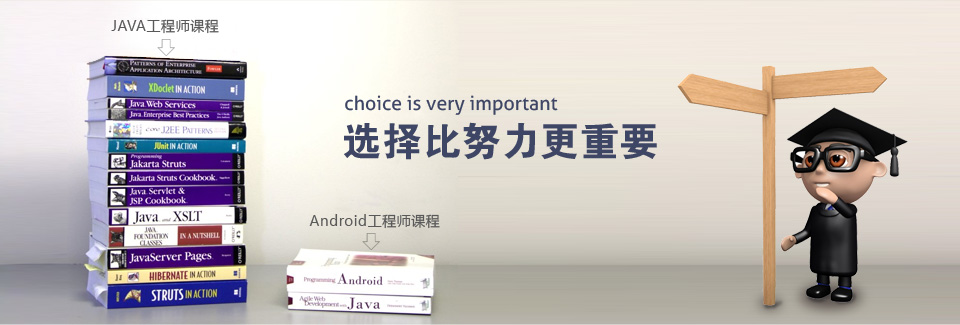 JAVA工程师课程
PATTERNS OF ENTERPRISE
APPLICATION ARCHITECTURE
XDoclet IN ACTION
Java Web Services
Java Enterprise Best Practices
J2EE PATTERNS
JUnit IN ACTION
Programming
Jakarta Struts
Jakarta Struts Cookbook
Java Servlet &
JSP Cookbook
Java and XSLT
JAVA
FOUNDATION
CLASSES
IN A NUTSHELL
JavaServer Pages
HIBERNATE IN ACTION
STRUTS IN ACTION
choice is very important
选择比努力更重要
Android工程师课程
Programming Android
Agile Web
Development with Java